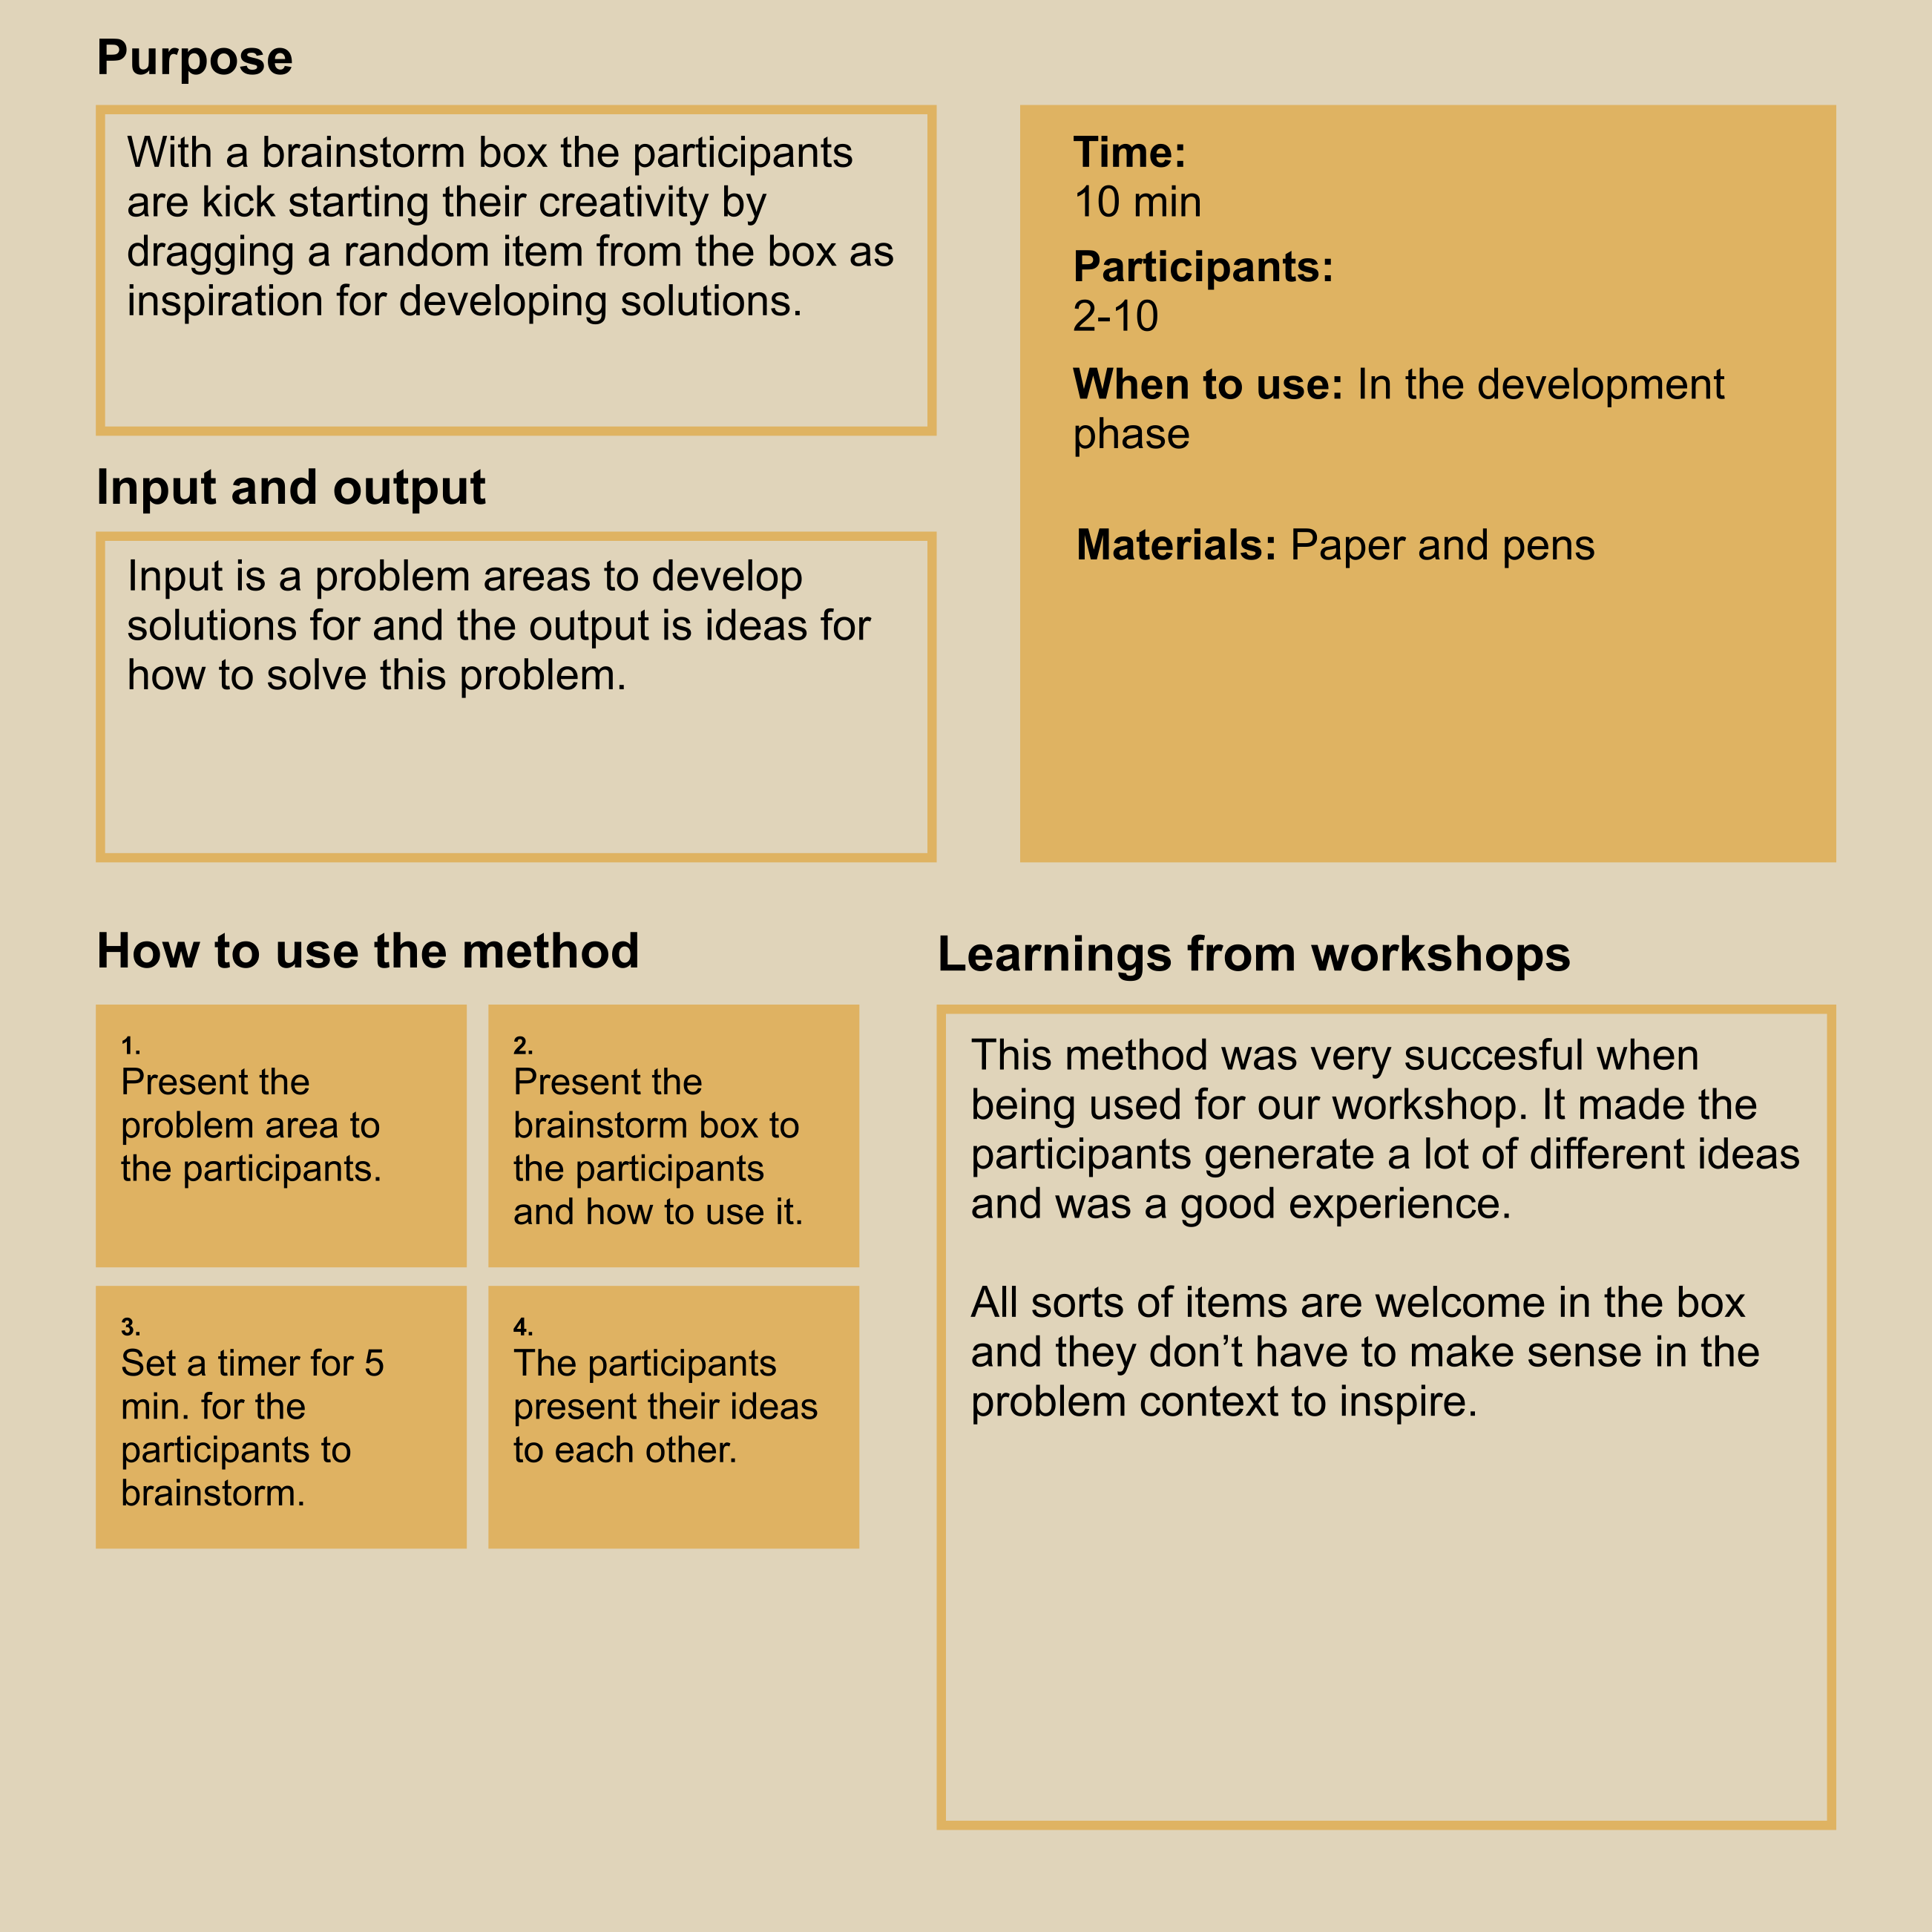 Purpose
With a brainstorm box the participants
are kick starting their creativity by
dragging a random item from the box as
inspiration for developing solutions.
Time:
10 min
Participants:
2-10
When to use: In the development
phase
Materials: Paper and pens
Input and output
Input is a problem areas to develop
solutions for and the output is ideas for
how to solve this problem.
How to use the method
1.
Present the
problem area to
the participants.
2.
Present the
brainstorm box to
the participants
and how to use it.
3.
Set a timer for 5
min. for the
participants to
brainstorm.
4.
The participants
present their ideas
to each other.
Learnings from workshops
This method was very succesful when
being used for our workshop. It made the
participants generate a lot of different ideas
and was a good experience.
All sorts of items are welcome in the box
and they don’t have to make sense in the
problem context to inspire.